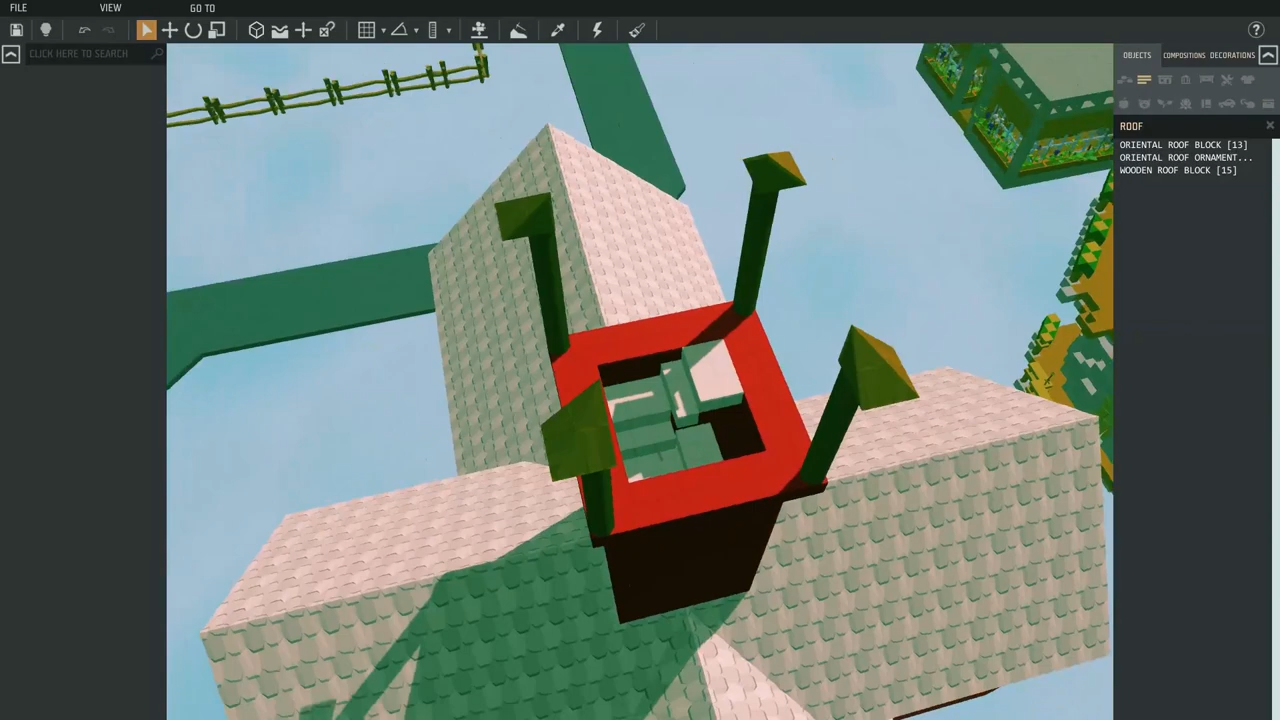 FILE VIEW GO TO
CLICK HERE TO SEARCH
OBJECTS COMPOSITIONS DECORATIONS
ROOF
ORIENTAL ROOF BLOCK [13]
ORIENTAL ROOF ORNAMENT...
WOODEN ROOF BLOCK [15]